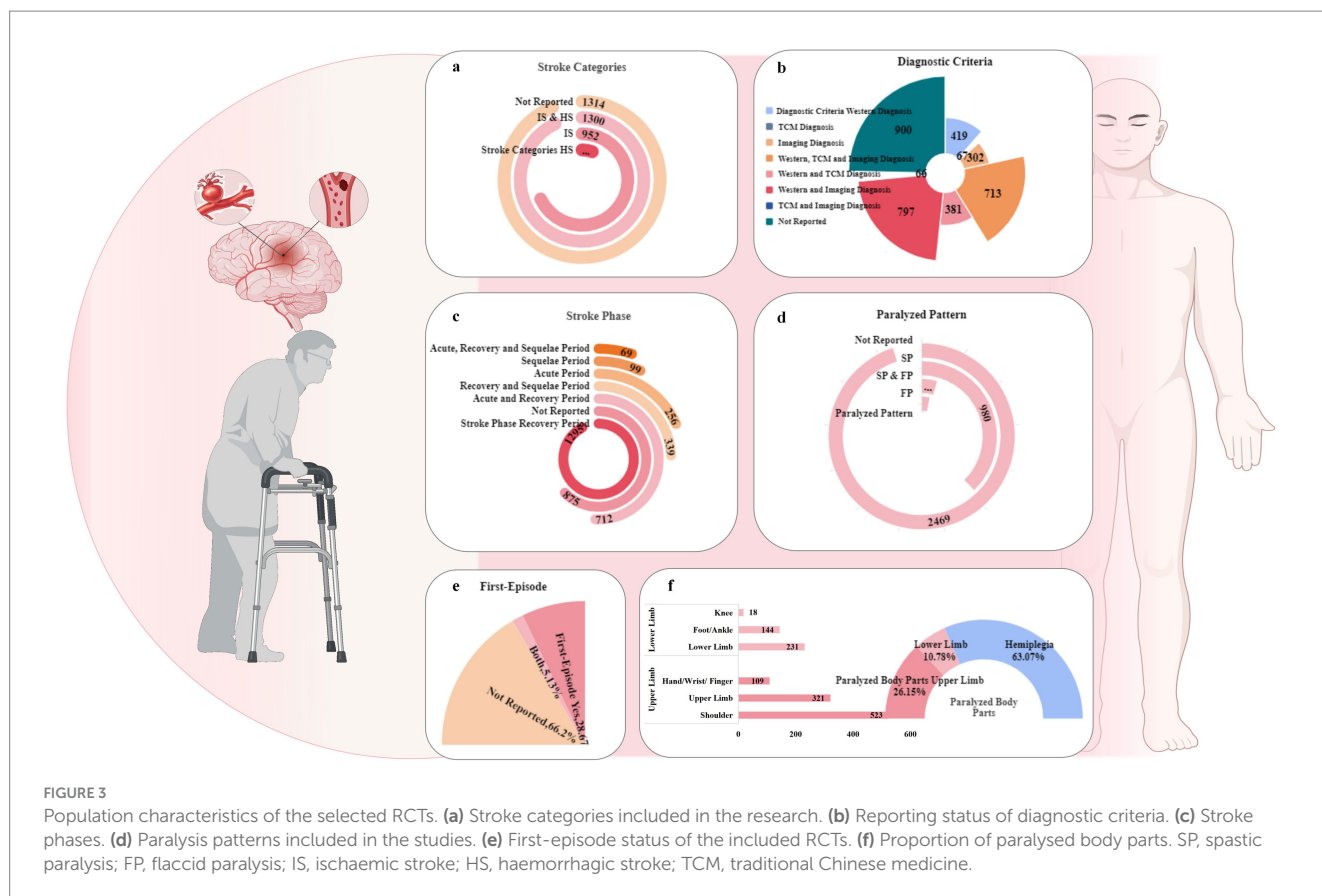 a
Stroke Categories
Not Reported
1314
IS & HS
1300
IS
952
Stroke Categories HS
...
b
Diagnostic Criteria
Diagnostic Criteria Western Diagnosis
TCM Diagnosis
Imaging Diagnosis
Western, TCM and Imaging Diagnosis
Western and TCM Diagnosis
Western and Imaging Diagnosis
TCM and Imaging Diagnosis
Not Reported
900
419
67
302
66
713
797
381
c
Stroke Phase
Acute, Recovery and Sequelae Period
69
Sequelae Period
99
Acute Period
256
Recovery and Sequelae Period
339
Acute and Recovery Period
712
Not Reported
875
Stroke Phase Recovery Period
1295
d
Paralyzed Pattern
Not Reported
SP
SP & FP
FP
Paralyzed Pattern
...
980
2469
e
First-Episode
Not Reported,66.2%
Both,5.13%
First-Episode Yes,28.67
f
Lower Limb
Knee
18
Foot/Ankle
144
Lower Limb
231
Upper Limb
Hand/Wrist/ Finger
109
Upper Limb
321
Shoulder
523
0
200
400
600
Lower Limb
10.78%
Hemiplegia
63.07%
Paralyzed Body Parts Upper Limb
26.15%
Paralyzed Body
Parts
FIGURE 3
Population characteristics of the selected RCTs. (a) Stroke categories included in the research. (b) Reporting status of diagnostic criteria. (c) Stroke
phases. (d) Paralysis patterns included in the studies. (e) First-episode status of the included RCTs. (f) Proportion of paralysed body parts. SP, spastic
paralysis; FP, flaccid paralysis; IS, ischaemic stroke; HS, haemorrhagic stroke; TCM, traditional Chinese medicine.